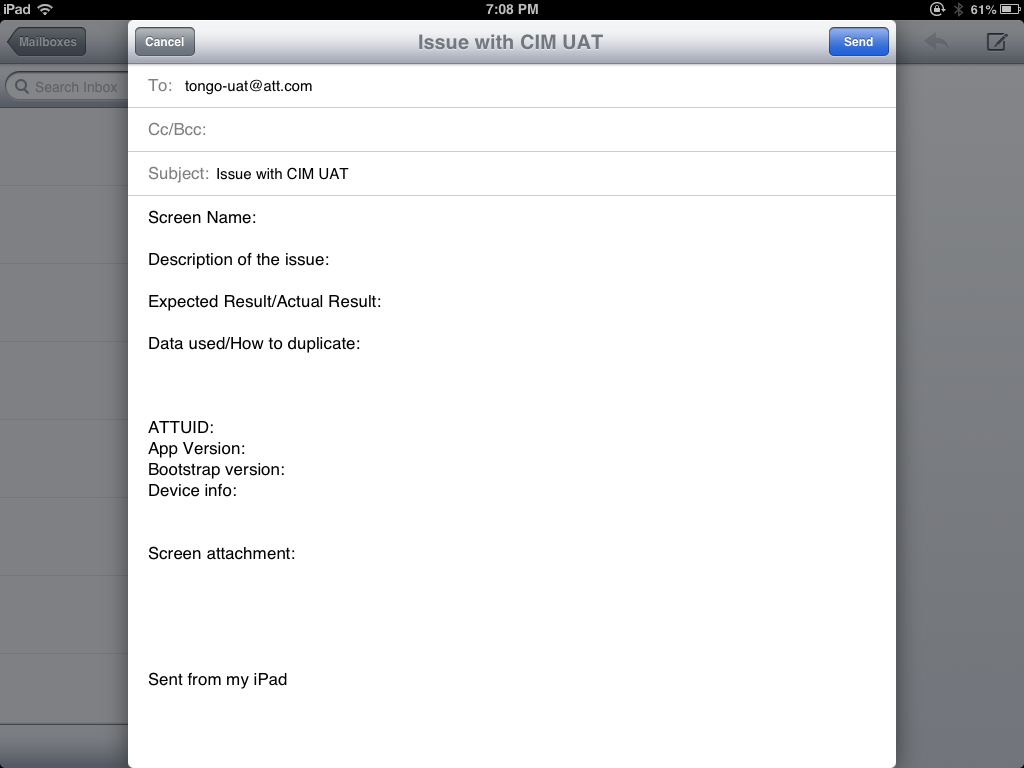 iPad 7:08 PM 61%
Mailboxes Cancel Issue with CIM UAT Send
Search Inbox To: tongo-uat@att.com
Cc/Bcc:
Subject: Issue with CIM UAT
Screen Name:
Description of the issue:
Expected Result/Actual Result:
Data used/How to duplicate:
ATTUID:
App Version:
Bootstrap version:
Device info:
Screen attachment:
Sent from my iPad